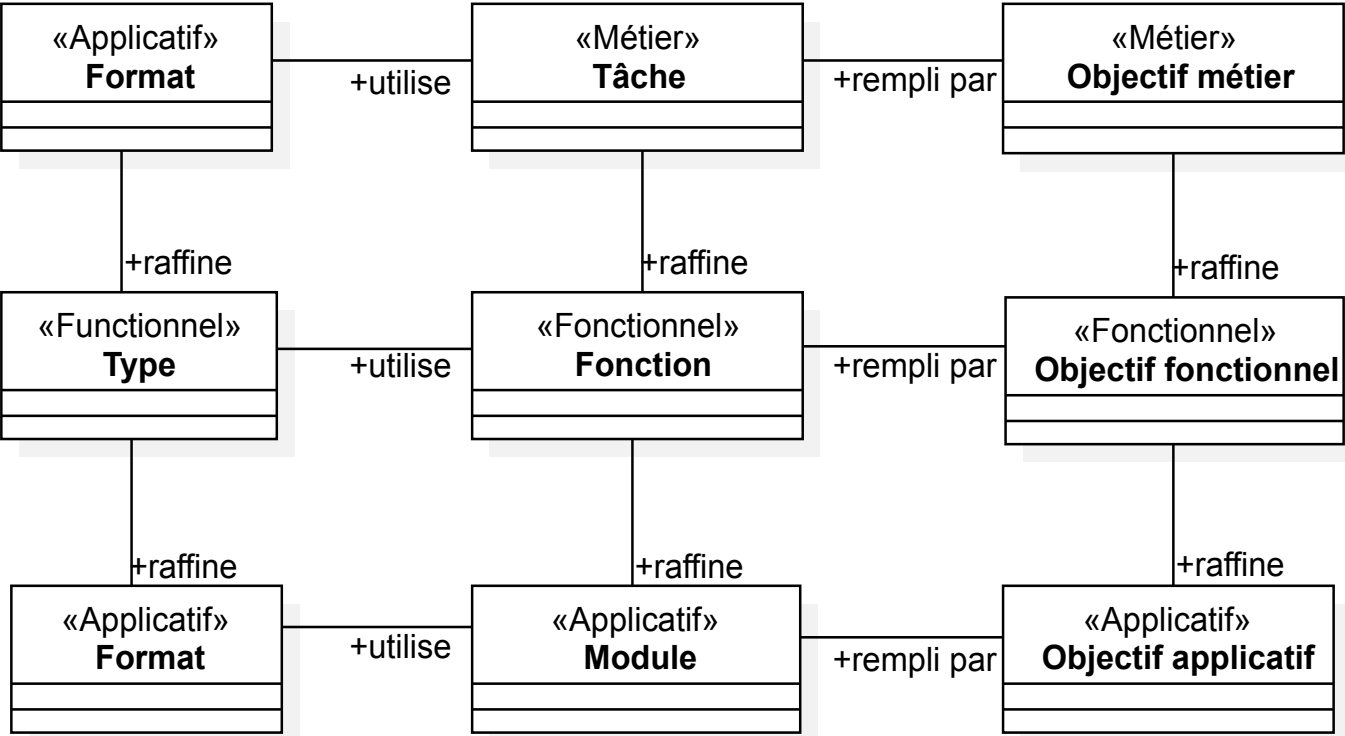 «Applicatif»
Format
+utilise
«Métier»
Tâche
+rempli par
«Métier»
Objectif métier
+raffine
+raffine
+raffine
«Functionnel»
Type
+utilise
«Fonctionnel»
Fonction
+rempli par
«Fonctionnel»
Objectif fonctionnel
+raffine
+raffine
+raffine
«Applicatif»
Format
+utilise
«Applicatif»
Module
+rempli par
«Applicatif»
Objectif applicatif